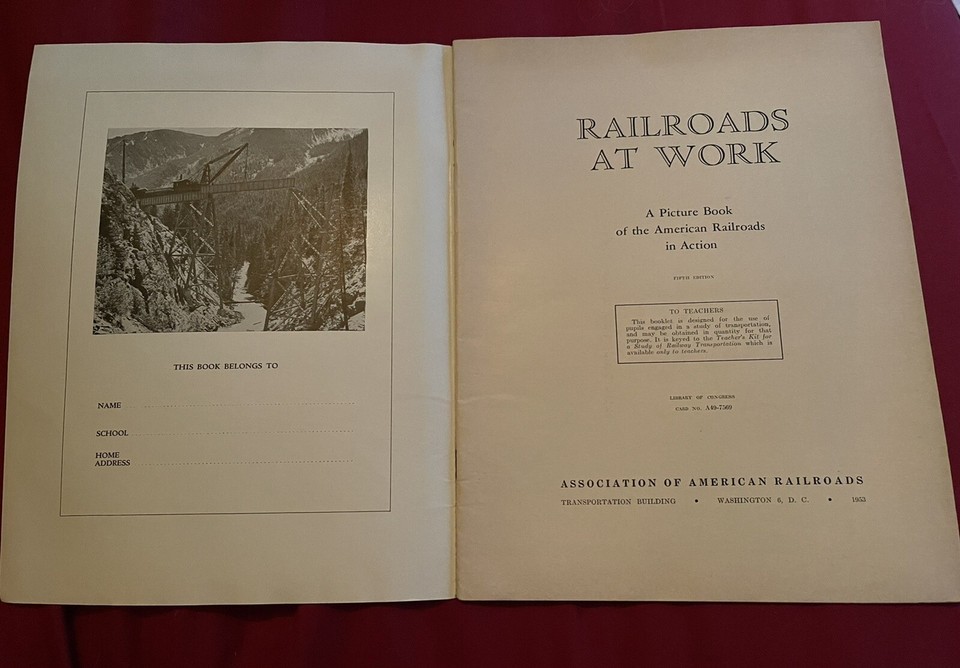 THIS BOOK BELONGS TO
NAME
SCHOOL
HOME
ADDRESS
RAILROADS
AT WORK
A Picture Book
of the American Railroads
in Action
FIFTH EDITION
TO TEACHERS
This booklet is designed for the use of
pupils engaged in a study of transportation,
and may be obtained in quantity for that
purpose. It is keyed to the Teacher's Kit for
a Study of Railway Transportation which is
available only to teachers.
LIBRARY OF CONGRESS
CARD NO. A40-7569
ASSOCIATION OF AMERICAN RAILROADS
TRANSPORTATION BUILDING • WASHINGTON 6, D. C. • 1953